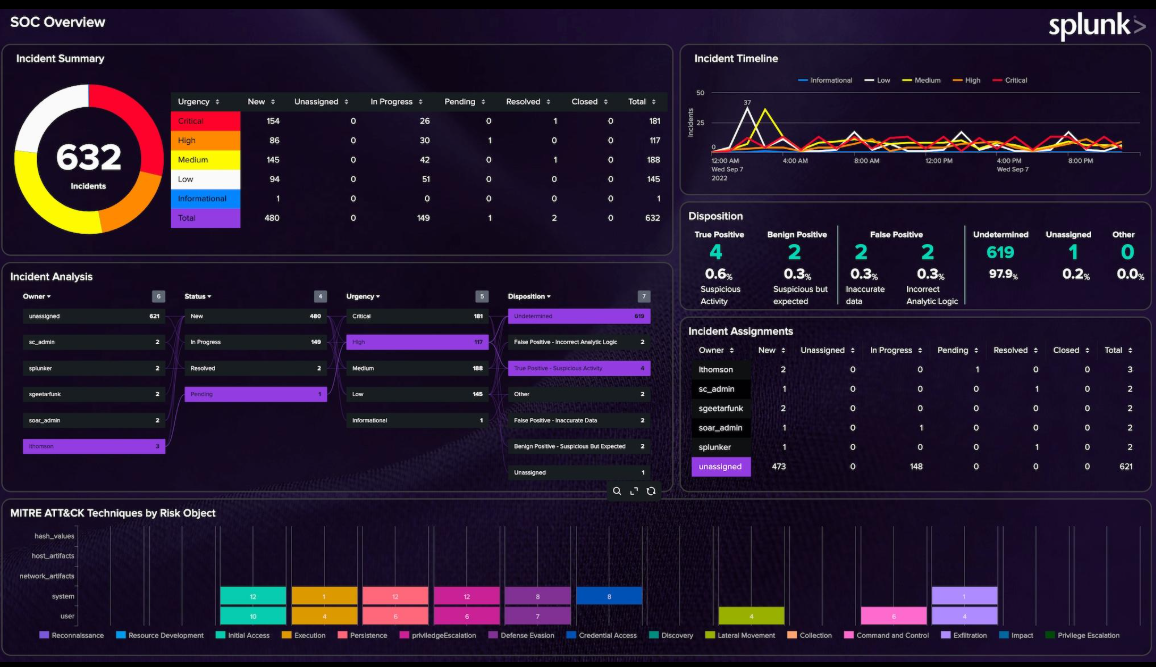 SOC Overview
splunk>
Incident Summary
632
Incidents
Urgency New Unassigned In Progress Pending Resolved Closed Total
Critical 154 0 26 0 1 0 181
High 86 0 30 1 0 0 117
Medium 145 0 42 0 1 0 188
Low 94 0 51 0 0 0 145
Informational 1 0 0 0 0 0 1
Total 480 0 149 1 2 0 632
Incident Timeline
Informational Low Medium High Critical
Incidents
50
25
0
37
12:00 AM 4:00 AM 8:00 AM 12:00 PM 4:00 PM 8:00 PM
Wed Sep 7 Wed Sep 7
2022
Disposition
True Positive Benign Positive False Positive Undetermined Unassigned Other
4 2 2 2 619 1 0
0.6% 0.3% 0.3% 0.3% 97.9% 0.2% 0.0%
Suspicious Suspicious but Inaccurate Incorrect
Activity expected data Analytic Logic
Incident Analysis
Owner 6 Status 4 Urgency 5 Disposition 7
unassigned 621 New 480 Critical 181 Undetermined 619
sc_admin 2 In Progress 149 High 117 False Positive - Incorrect Analytic Logic 2
splunker 2 Resolved 2 Medium 188 True Positive - Suspicious Activity 4
sgeetarfunk 2 Pending 1 Low 145 Other 2
soar_admin 2 Informational 1 False Positive - Inaccurate Data 2
lthomson 3 Benign Positive - Suspicious But Expected 2
Unassigned 1
Incident Assignments
Owner New Unassigned In Progress Pending Resolved Closed Total
lthomson 2 0 0 1 0 0 3
sc_admin 1 0 0 0 1 0 2
sgeetarfunk 2 0 0 0 0 0 2
soar_admin 1 0 1 0 0 0 2
splunker 1 0 0 0 1 0 2
unassigned 473 0 148 0 0 0 621
MITRE ATT&CK Techniques by Risk Object
hash_values
host_artifacts
network_artifacts
system 12 1 12 12 8 8 1
user 10 4 6 6 7 4 5 4
Reconnaissance Resource Development Initial Access Execution Persistence priviledgeEscalation Defense Evasion Credential Access Discovery Lateral Movement Collection Command and Control Exfiltration Impact Privilege Escalation